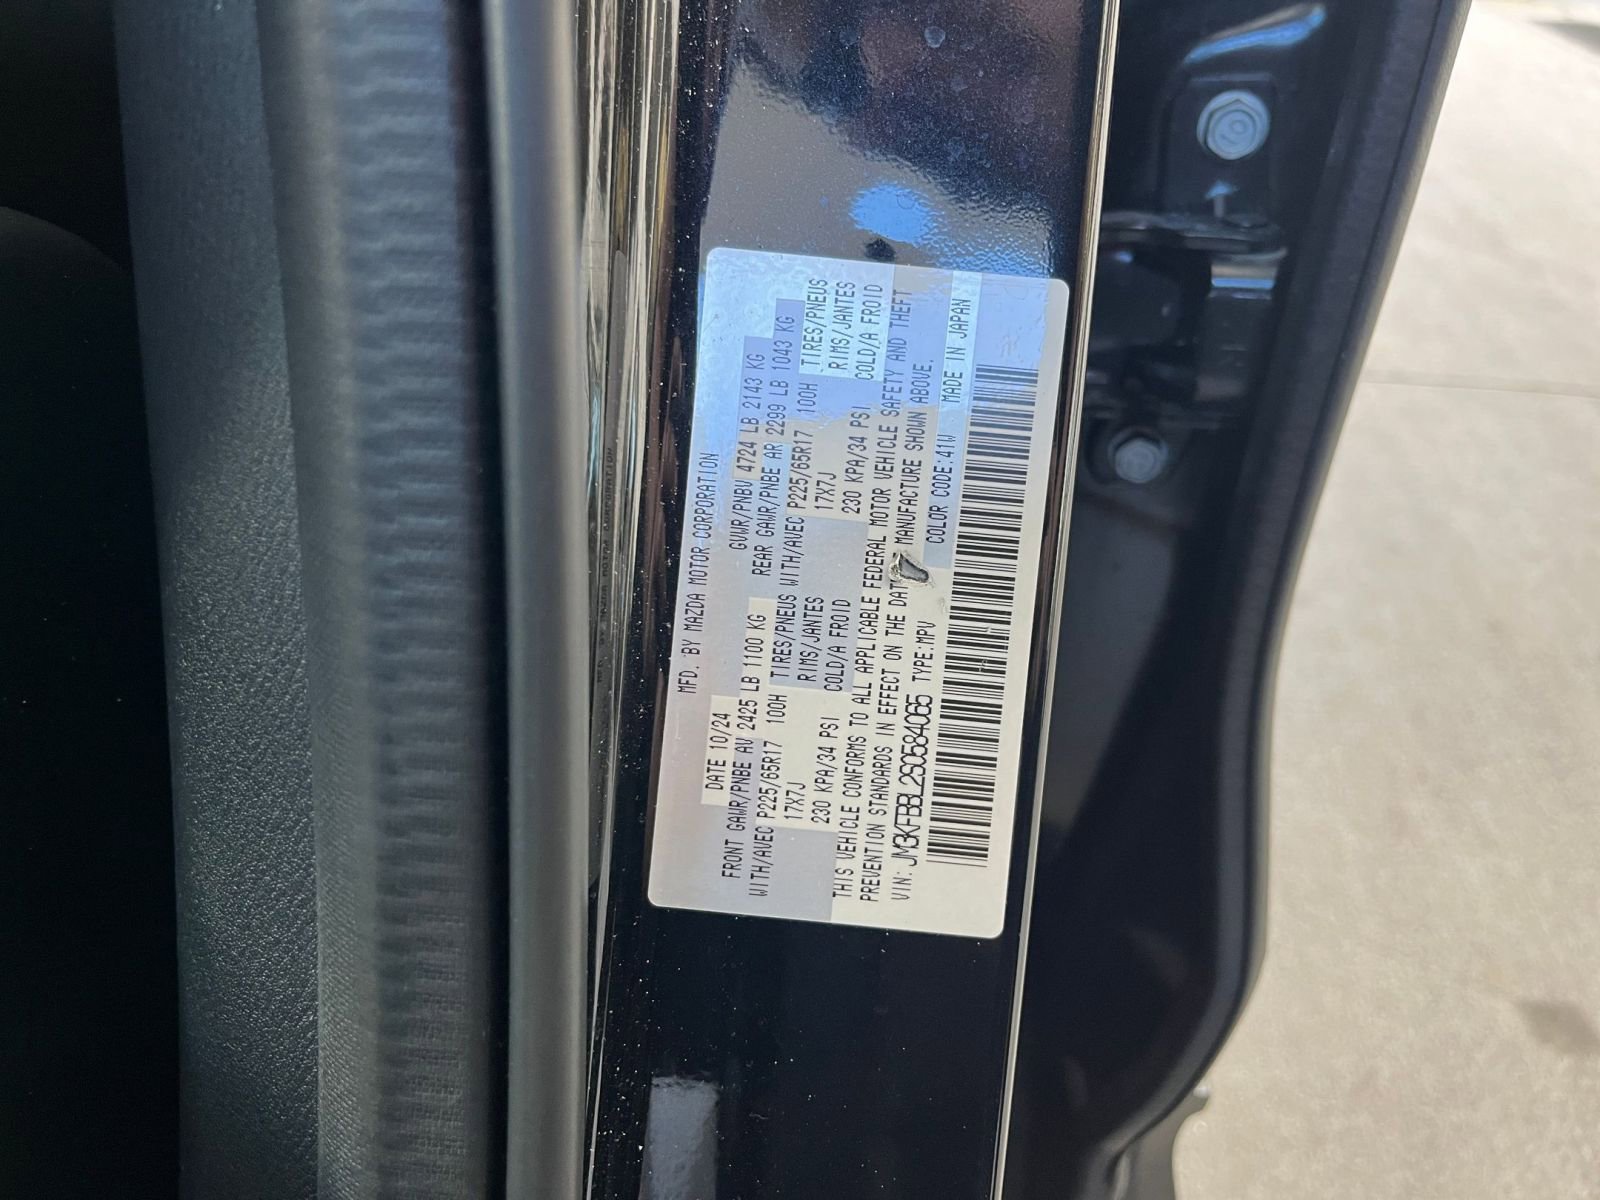 MFD. BY MAZDA MOTOR CORPORATION
DATE 10/24 GVWR/PNBV 4724 LB 2143 KG
FRONT GAWR/PNBE AV 2425 LB 1100 KG REAR GAWR/PNBE AR 2299 LB 1043 KG
WITH/AVEC P225/65R17 100H TIRES/PNEUS WITH/AVEC P225/65R17 100H TIRES/PNEUS
17X7J RIMS/JANTES 17X7J RIMS/JANTES
230 KPA/34 PSI COLD/A FROID 230 KPA/34 PSI COLD/A FROID
THIS VEHICLE CONFORMS TO ALL APPLICABLE FEDERAL MOTOR VEHICLE SAFETY AND THEFT
PREVENTION STANDARDS IN EFFECT ON THE DAT MANUFACTURE SHOWN ABOVE.
VIN: JM3KFBBL2S0584065 TYPE:MPV COLOR CODE:41W MADE IN JAPAN